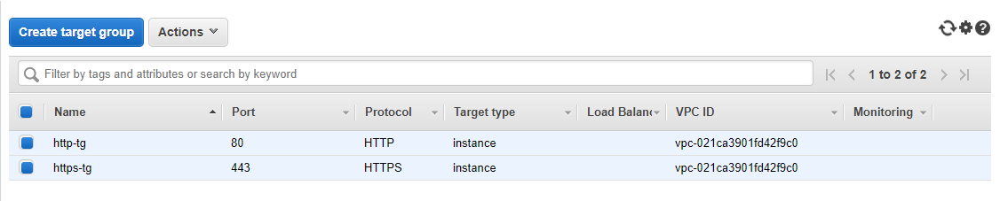 Create target group Actions
Filter by tags and attributes or search by keyword 1 to 2 of 2
Name Port Protocol Target type Load Balanc VPC ID Monitoring
http-tg 80 HTTP instance vpc-021ca3901fd42f9c0
https-tg 443 HTTPS instance vpc-021ca3901fd42f9c0